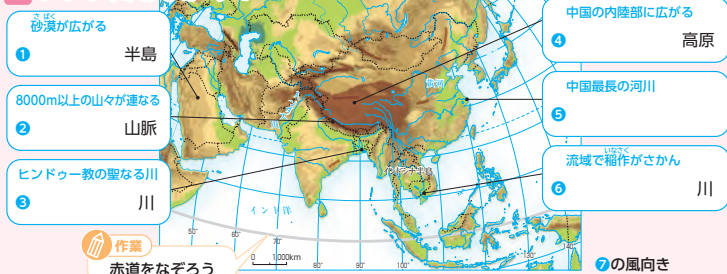 砂漠が広がる
さばく
❶ 半島
8000m以上の山々が連なる
❷ 山脈
ヒンドゥー教の聖なる川
❸ 川
中国の内陸部に広がる
❹ 高原
中国最長の河川
❺
流域で稲作がさかん
いなさく
❻ 川
インド洋
50°
60°
70°
80°
90°
100°
130°
140°
0 1,000km
作業
赤道をなぞろう
❼の風向き